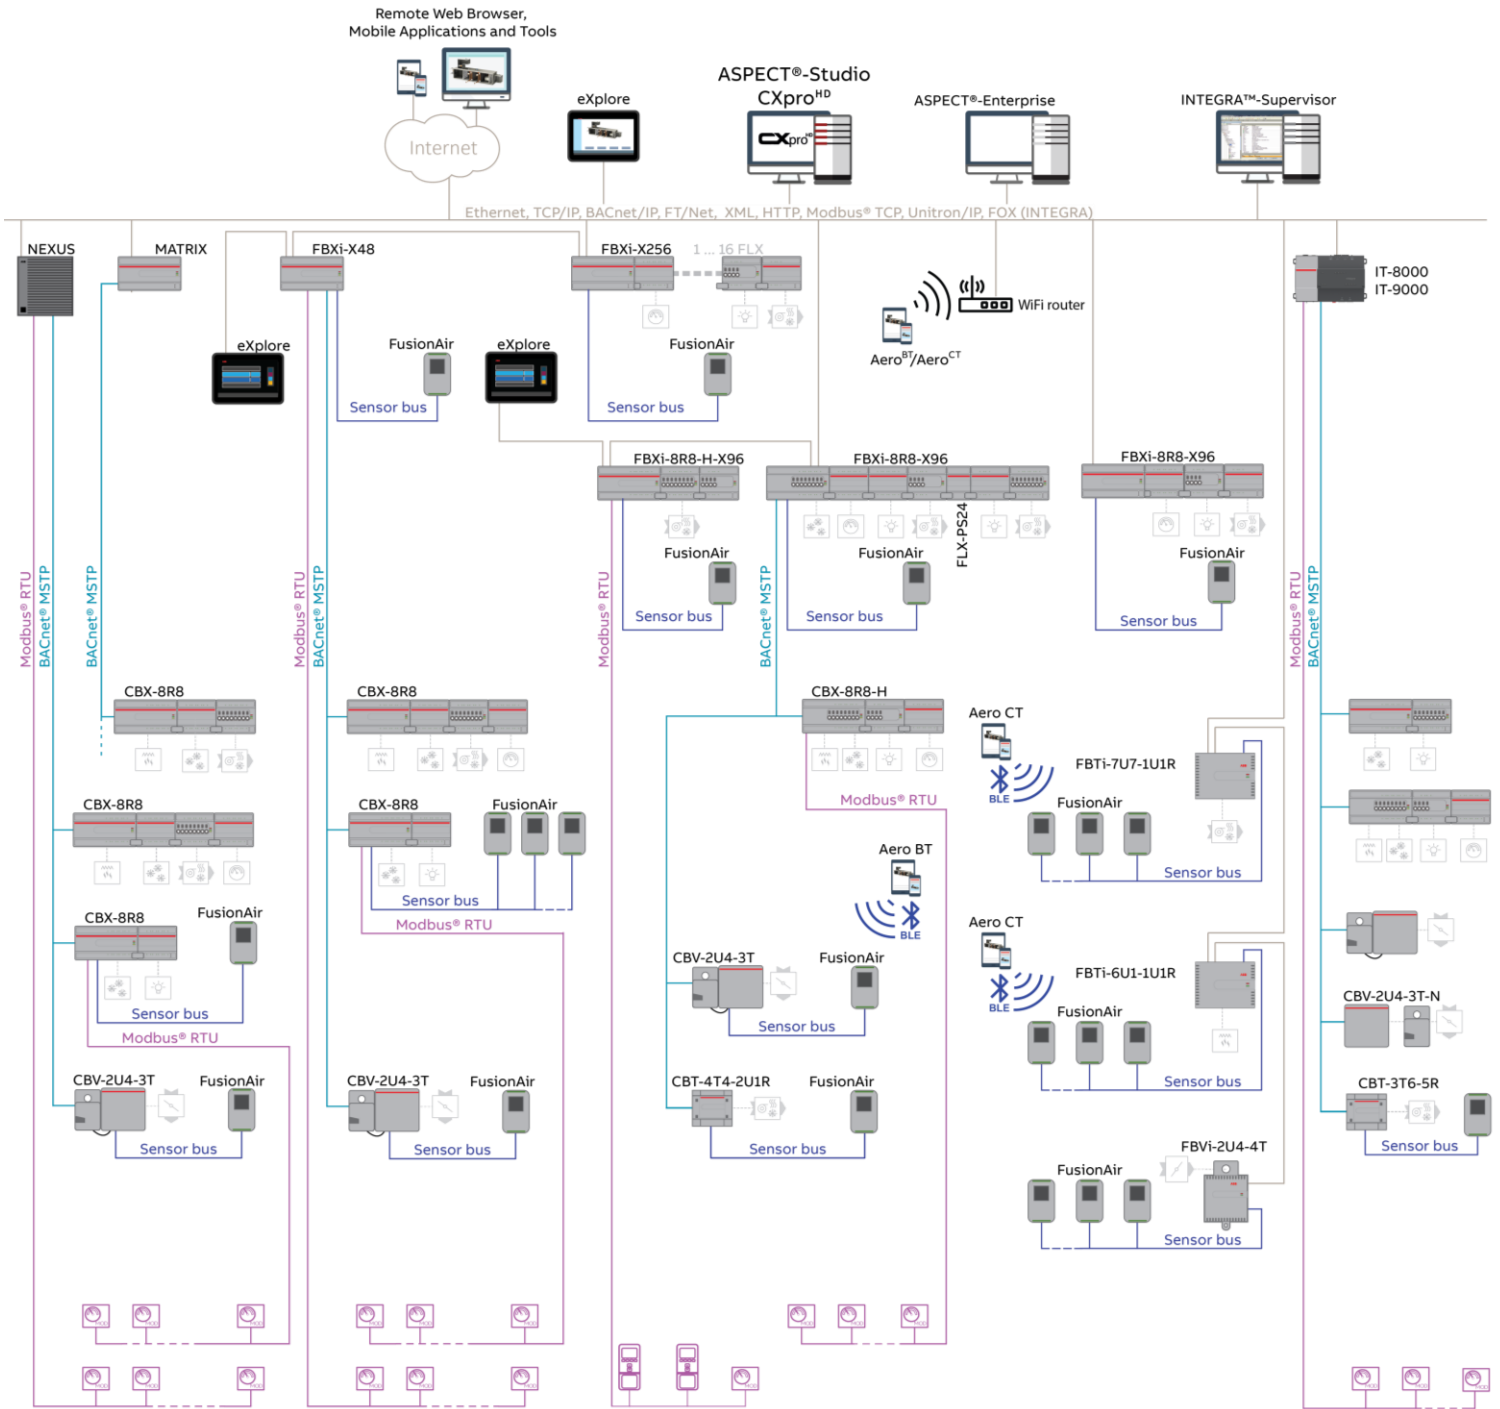 Remote Web Browser,
Mobile Applications and Tools
Internet
eXplore
ASPECT®-Studio
CXpro^HD
CXpro^HD
ASPECT®-Enterprise
INTEGRA™-Supervisor
Ethernet, TCP/IP, BACnet/IP, FT/Net, XML, HTTP, Modbus® TCP, Unitron/IP, FOX (INTEGRA)
NEXUS
MATRIX
FBXi-X48
FBXi-X256
1 ... 16 FLX
IT-8000
IT-9000
WiFi router
Aero^BT/Aero^CT
eXplore
FusionAir
Sensor bus
eXplore
FusionAir
Sensor bus
FBXi-8R8-H-X96
FBXi-8R8-X96
FBXi-8R8-X96
FLX-PS24
FusionAir
Sensor bus
FusionAir
Sensor bus
FusionAir
Sensor bus
Modbus® RTU
BACnet® MSTP
BACnet® MSTP
Modbus® RTU
BACnet® MSTP
Modbus® RTU
BACnet® MSTP
Modbus® RTU
BACnet® MSTP
CBX-8R8
CBX-8R8
CBX-8R8-H
Modbus® RTU
Aero CT
BLE
FBTi-7U7-1U1R
FusionAir
Sensor bus
CBX-8R8
CBX-8R8
FusionAir
Sensor bus
Modbus® RTU
Aero BT
BLE
CBX-8R8
FusionAir
Sensor bus
Modbus® RTU
CBV-2U4-3T
FusionAir
Sensor bus
Aero CT
BLE
FBTi-6U1-1U1R
FusionAir
Sensor bus
CBV-2U4-3T-N
CBV-2U4-3T
FusionAir
Sensor bus
CBV-2U4-3T
FusionAir
Sensor bus
CBT-4T4-2U1R
FusionAir
Sensor bus
CBT-3T6-5R
Sensor bus
FBVi-2U4-4T
FusionAir
Sensor bus